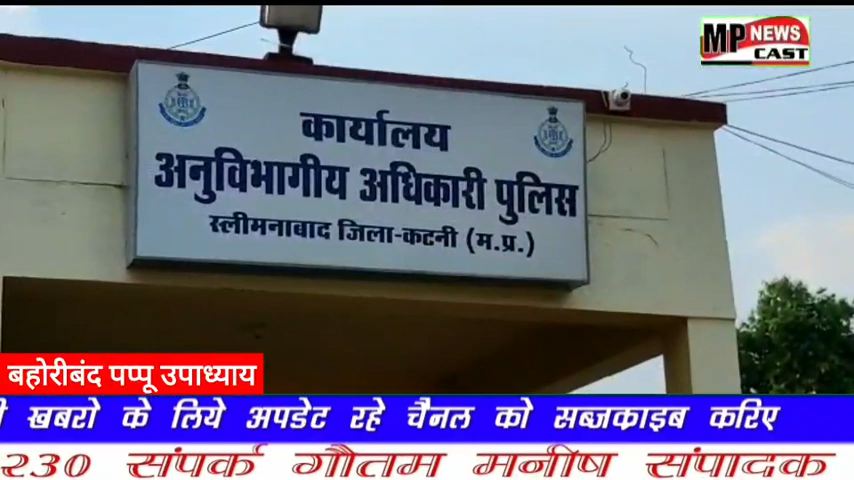 MP NEWS
CAST
कार्यालय
अनुविभागीय अधिकारी पुलिस
स्लीमनाबाद जिला-कटनी (म.प्र.)
बहोरीबंद पप्पू उपाध्याय
खबरो के लिये अपडेट रहे चैनल को सब्जक्राइब करिए
230 संपर्क गौतम मनीष संपादक